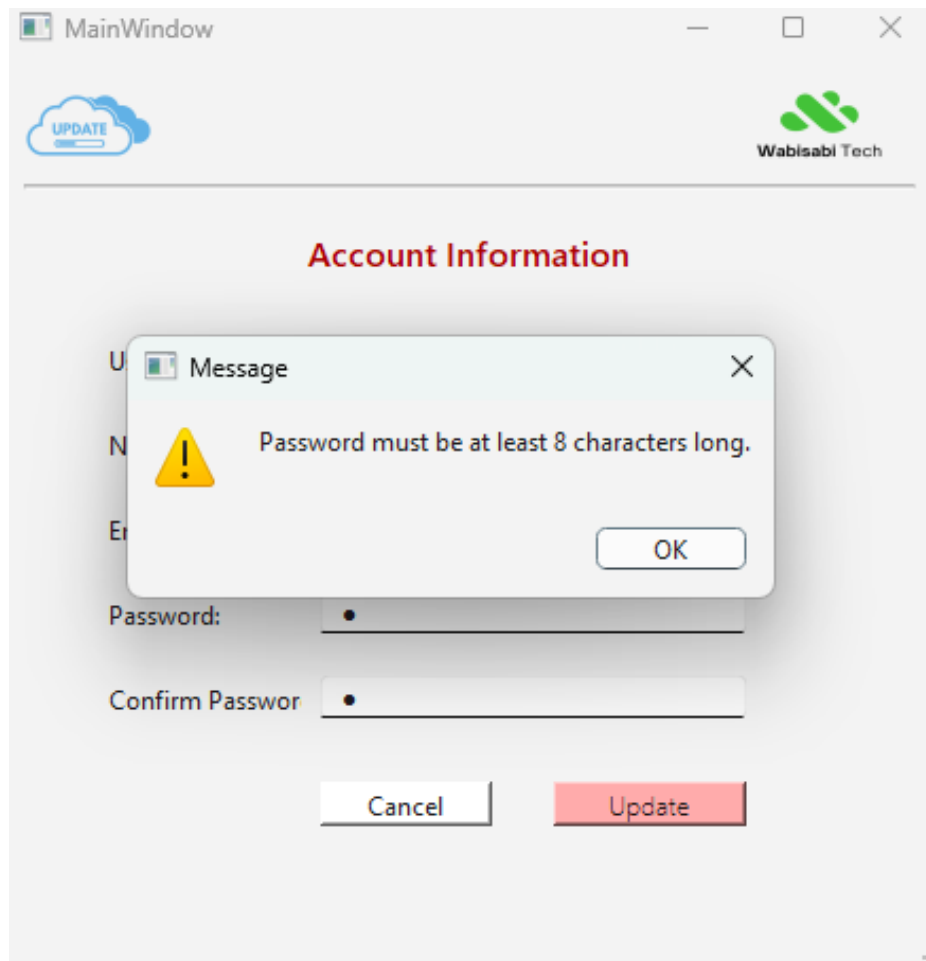 MainWindow
UPDATE
Wabisabi Tech
Account Information
U
Message
Password must be at least 8 characters long.
N
OK
Er
Password:
Confirm Passwor
Cancel
Update